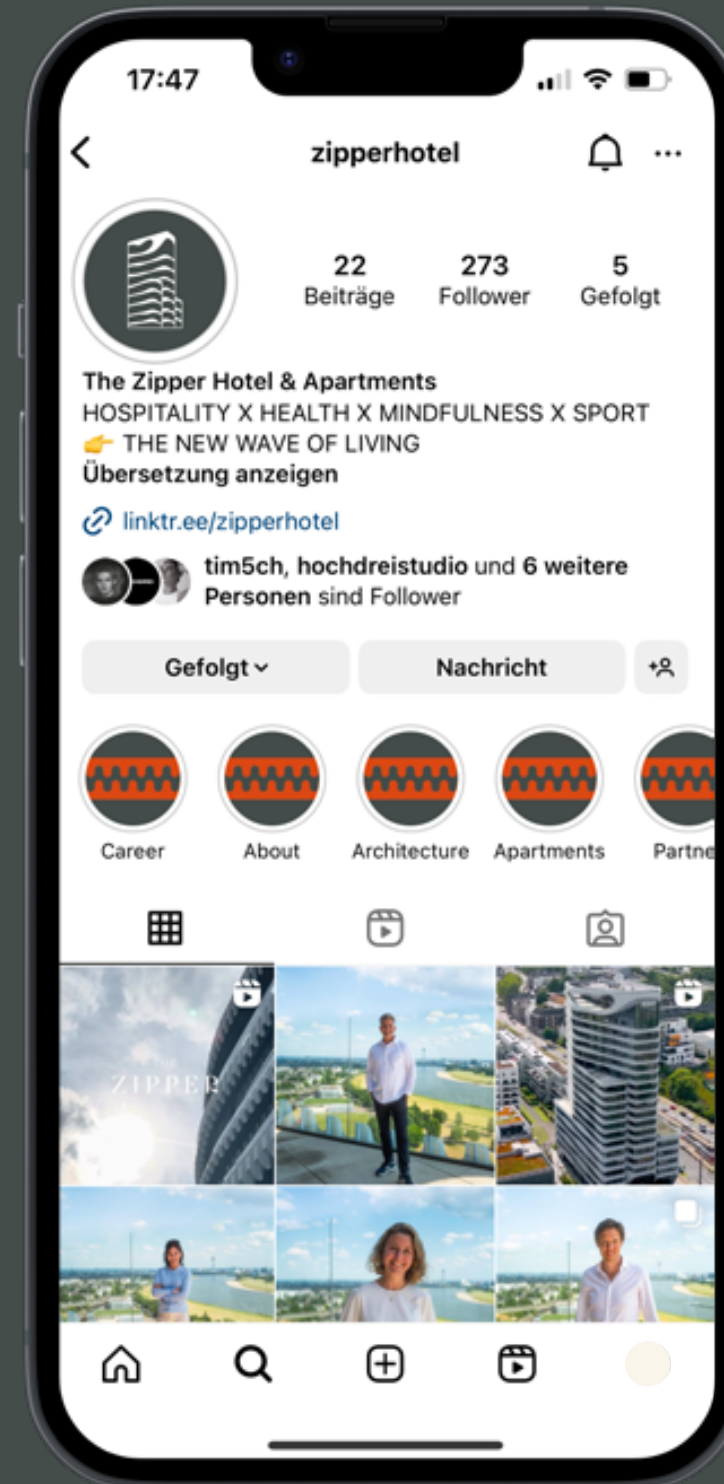 17:47
zipperhotel
22
273
5
Beiträge
Follower
Gefolgt
The Zipper Hotel & Apartments
HOSPITALITY X HEALTH X MINDFULNESS X SPORT
👉 THE NEW WAVE OF LIVING
Übersetzung anzeigen
linktr.ee/zipperhotel
tim5ch, hochdreistudio und 6 weitere
Personen sind Follower
Gefolgt
Nachricht
Career
About
Architecture
Apartments
Partne
ZIPPER